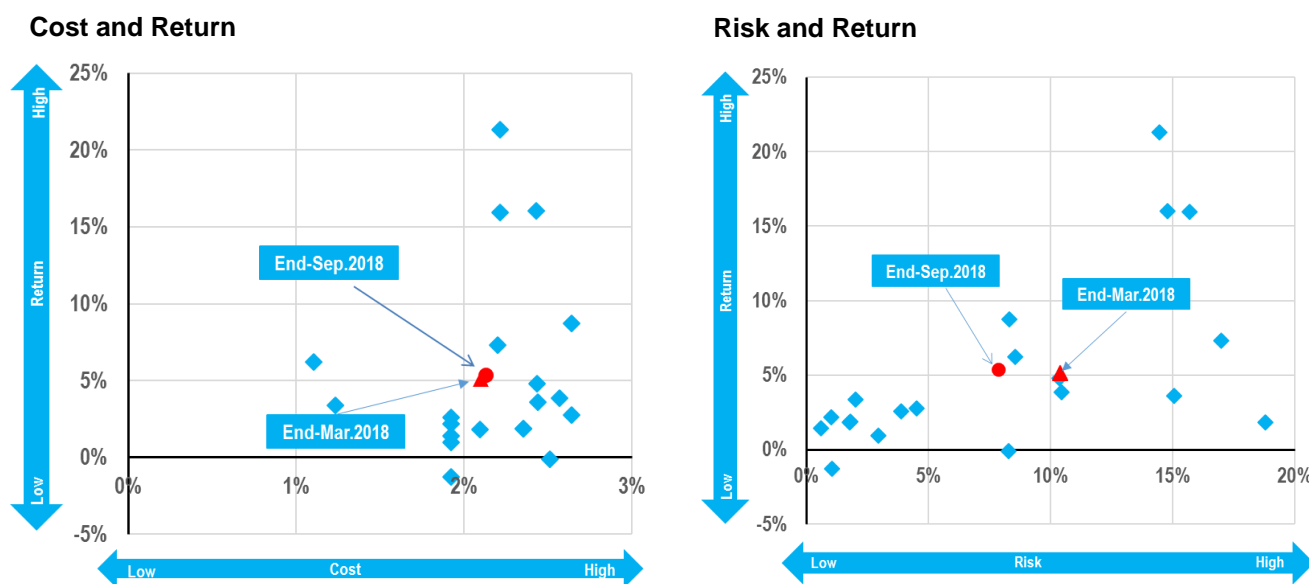 Cost and Return
High
Return
Low
25%
20%
15%
10%
5%
0%
-5%
0%
1%
2%
3%
End-Sep.2018
End-Mar.2018
Low
Cost
High
Risk and Return
High
Return
Low
25%
20%
15%
10%
5%
0%
-5%
0%
5%
10%
15%
20%
End-Sep.2018
End-Mar.2018
Low
Risk
High